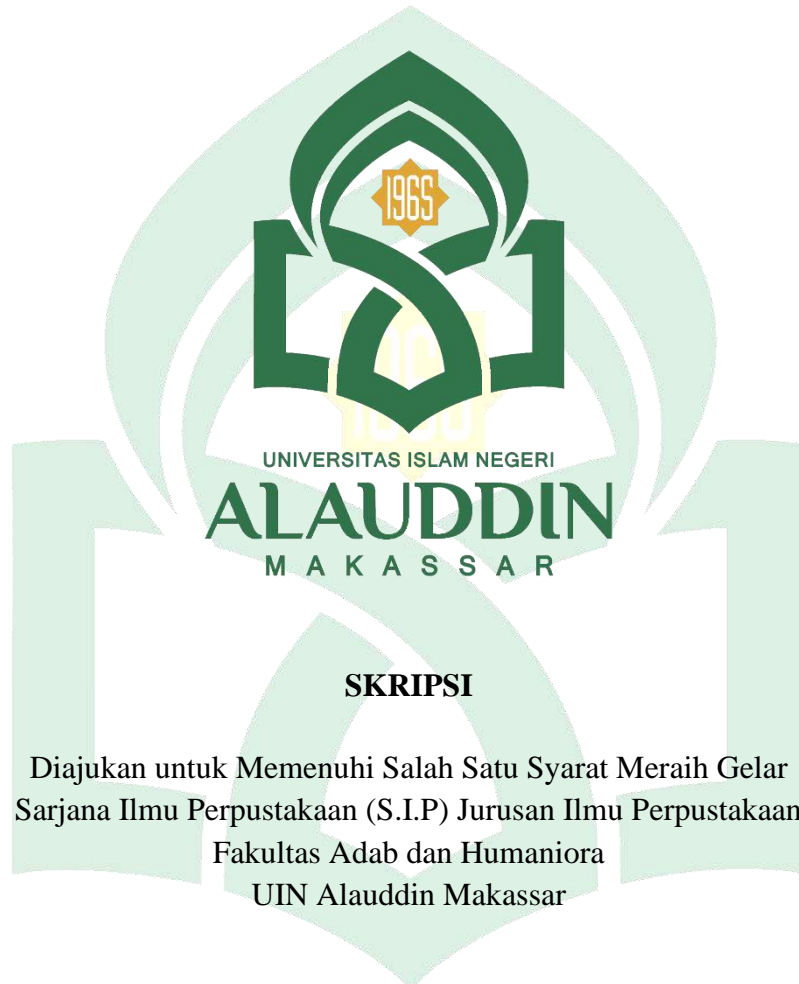 1965
UNIVERSITAS ISLAM NEGERI
ALAUDDIN
MAKASSAR
SKRIPSI
Diajukan untuk Memenuhi Salah Satu Syarat Meraih Gelar
Sarjana Ilmu Perpustakaan (S.I.P) Jurusan Ilmu Perpustakaan
Fakultas Adab dan Humaniora
UIN Alauddin Makassar